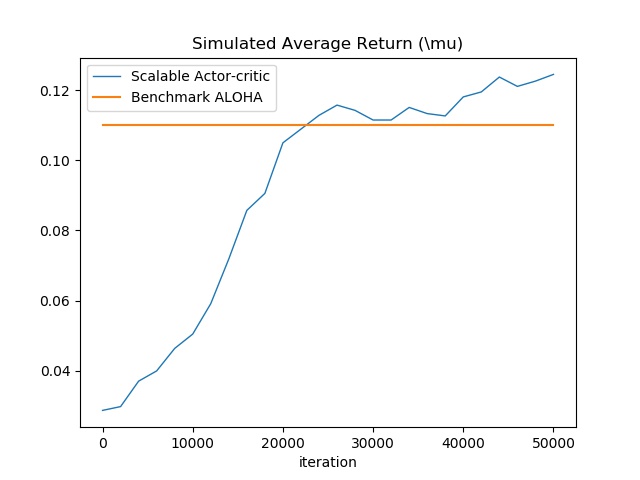 Simulated Average Return (\mu)
Scalable Actor-critic
Benchmark ALOHA
0.12
0.10
0.08
0.06
0.04
0 10000 20000 30000 40000 50000
iteration